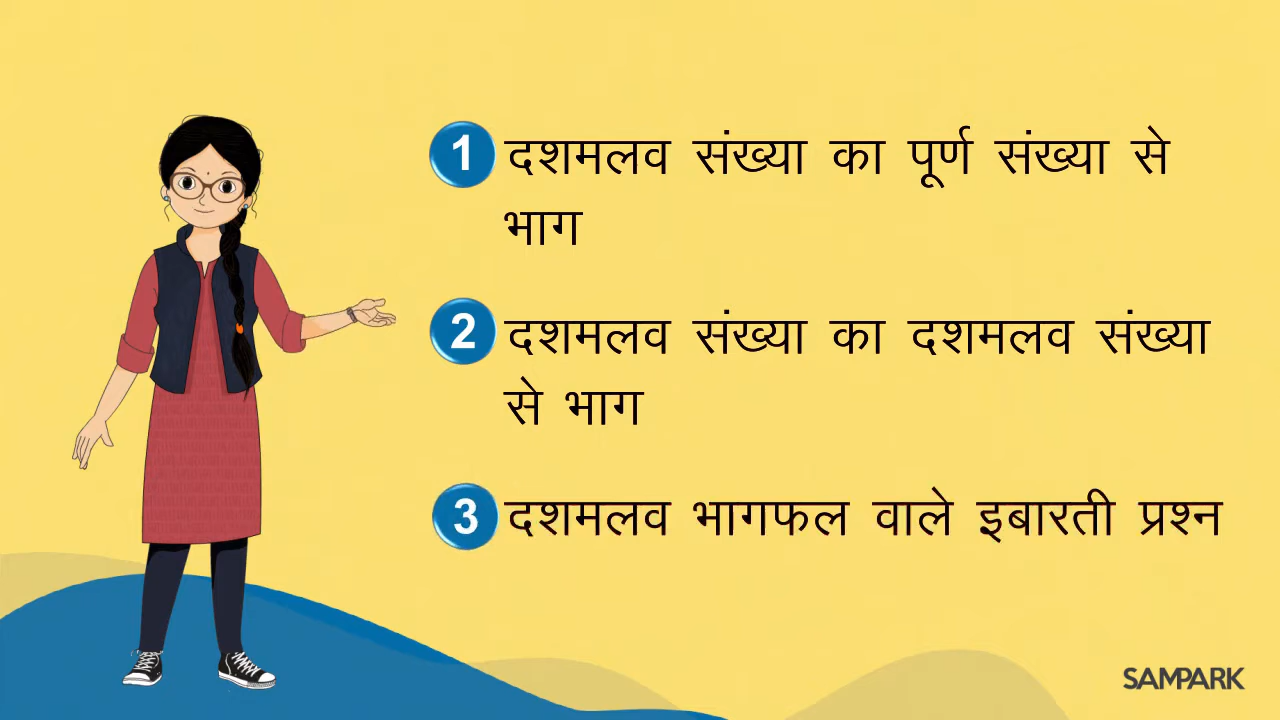 1 दशमलव संख्या का पूर्ण संख्या से
भाग
2 दशमलव संख्या का दशमलव संख्या
से भाग
3 दशमलव भागफल वाले इबारती प्रश्न
SAMPARK